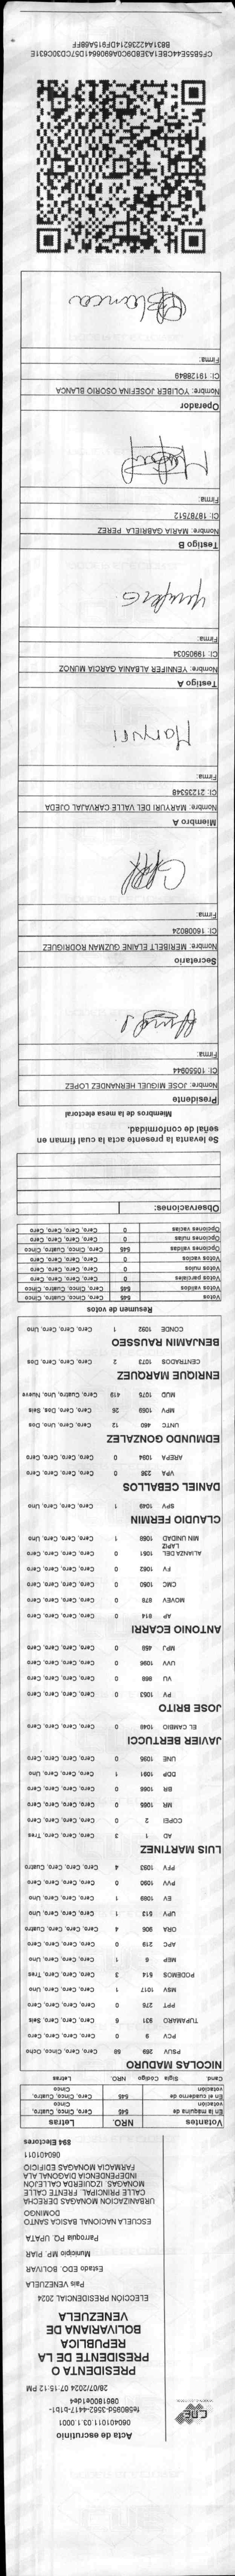 CNE
Acta de escrutinio
060401011.03.1.0001
fe58095d-3562-4417-b1b1-
0861800e1de4
28/07/2024 07:15:12 PM
PRESIDENTA O
PRESIDENTE DE LA
REPUBLICA
BOLIVARIANA DE
VENEZUELA
ELECCIÓN PRESIDENCIAL 2024
Pais VENEZUELA
Estado EDO. BOLIVAR
Municipio MP. PIAR
Parroquia PQ. UPATA
ESCUELA NACIONAL BASICA SANTO
DOMINGO
URBANIZACION MONAGAS DERECHA
CALLE PRINCIPAL. FRENTE CALLE
MONAGAS. IZQUIERDA CALLEJÓN
INDEPENDENCIA DIAGONAL ALA
FARMACIA MONAGAS EDIFICIO
060401011
894 Electores
Votantes NRO. Letras
En la máquina de votación 545 Cero, Cinco, Cuatro, Cinco
En el cuaderno de votación 545 Cero, Cinco, Cuatro, Cinco
Cand. Sigla Código NRO. Letras
NICOLAS MADURO
PSUV 269 58 Cero, Cero, Cinco, Ocho
PCV 9 0 Cero, Cero, Cero, Cero
TUPAMARO 931 6 Cero, Cero, Cero, Seis
PPT 276 0 Cero, Cero, Cero, Cero
MSV 1017 1 Cero, Cero, Cero, Uno
PODEMOS 514 3 Cero, Cero, Cero, Tres
MEP 6 1 Cero, Cero, Cero, Uno
APC 219 0 Cero, Cero, Cero, Cero
ORA 906 4 Cero, Cero, Cero, Cuatro
UPV 513 1 Cero, Cero, Cero, Uno
EV 1089 1 Cero, Cero, Cero, Uno
PVV 1090 0 Cero, Cero, Cero, Cero
PFV 1093 4 Cero, Cero, Cero, Cuatro
LUIS MARTINEZ
AD 1 3 Cero, Cero, Cero, Tres
COPEI 2 0 Cero, Cero, Cero, Cero
MR 1065 0 Cero, Cero, Cero, Cero
BR 1066 0 Cero, Cero, Cero, Cero
DDP 1091 1 Cero, Cero, Cero, Uno
UNE 1095 0 Cero, Cero, Cero, Cero
JAVIER BERTUCCI
EL CAMBIO 1048 0 Cero, Cero, Cero, Cero
JOSE BRITO
PV 1053 0 Cero, Cero, Cero, Cero
VU 969 0 Cero, Cero, Cero, Cero
UVV 1096 0 Cero, Cero, Cero, Cero
MPJ 459 0 Cero, Cero, Cero, Cero
ANTONIO ECARRI
AP 814 0 Cero, Cero, Cero, Cero
MOVEV 878 0 Cero, Cero, Cero, Cero
CMC 1050 0 Cero, Cero, Cero, Cero
FV 1062 0 Cero, Cero, Cero, Cero
ALIANZA DEL LAPIZ 1051 0 Cero, Cero, Cero, Cero
MIN UNIDAD 1068 1 Cero, Cero, Cero, Uno
CLAUDIO FERMIN
SPV 1049 1 Cero, Cero, Cero, Uno
DANIEL CEBALLOS
VPA 236 0 Cero, Cero, Cero, Cero
AREPA 1084 0 Cero, Cero, Cero, Cero
EDMUNDO GONZALEZ
UNTC 460 12 Cero, Cero, Uno, Dos
MPV 1069 26 Cero, Cero, Dos, Seis
MUD 1075 419 Cero, Cuatro, Uno, Nueve
ENRIQUE MARQUEZ
CENTRADOS 1073 2 Cero, Cero, Cero, Dos
BENJAMIN RAUSSEO
CONDE 1092 1 Cero, Cero, Cero, Uno
Resumen de votos
Votos 545 Cero, Cinco, Cuatro, Cinco
Votos validos 545 Cero, Cinco, Cuatro, Cinco
Votos parciales 0 Cero, Cero, Cero, Cero
Votos nulos 0 Cero, Cero, Cero, Cero
Votos vacios 0 Cero, Cero, Cero, Cero
Opciones validas 545 Cero, Cinco, Cuatro, Cinco
Opciones nulas 0 Cero, Cero, Cero, Cero
Opciones vacias 0 Cero, Cero, Cero, Cero
Observaciones:
Se levanta la presente acta la cual firman en
señal de conformidad.
Miembros de la mesa electoral
Presidente
Nombre: JOSE MIGUEL HERNANDEZ LOPEZ
CI: 10550944
Firma:
Secretario
Nombre: MERIBELT ELAINE GUZMAN RODRIGUEZ
CI: 16008024
Firma:
Miembro A
Nombre: MARYURI DEL VALLE CARVAJAL OJEDA
CI: 21235348
Firma:
Maryuri
Testigo A
Nombre: YENNIFER ALBANIA GARCIA MUÑOZ
CI: 19905034
Firma:
Testigo B
Nombre: MARIA GABRIELA PEREZ
CI: 18787512
Firma:
Operador
Nombre: YOLIBER JOSEFINA OSORIO BLANCA
CI: 19128849
Firma:
Blanca
CF5B55E44CBE1A3E8D9C0A6906641D57CD30C631E
B831A42236214DF915A6BFF